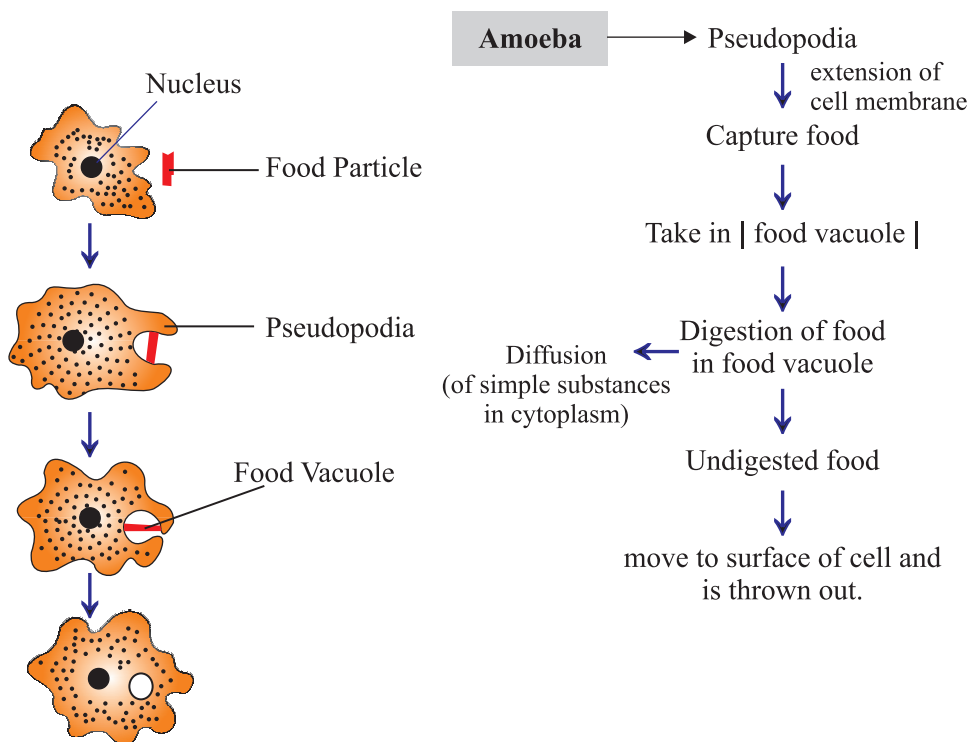 Nucleus
Food Particle
Pseudopodia
Food Vacuole
Amoeba
Pseudopodia
extension of
cell membrane
Capture food
Take in | food vacuole |
Digestion of food
in food vacuole
Diffusion
(of simple substances
in cytoplasm)
Undigested food
move to surface of cell and
is thrown out.